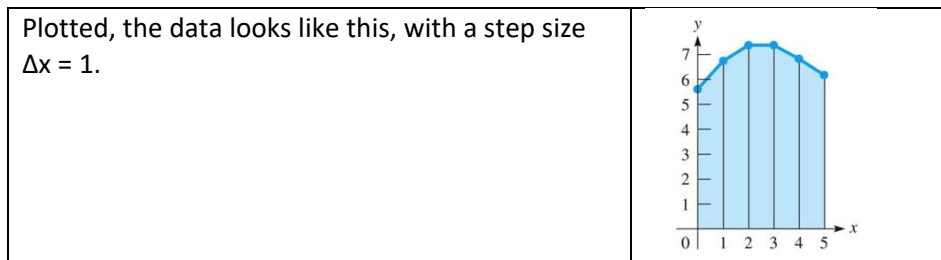 Plotted, the data looks like this, with a step size
Δx = 1.
y
7
6
5
4
3
2
1
0 1 2 3 4 5 x